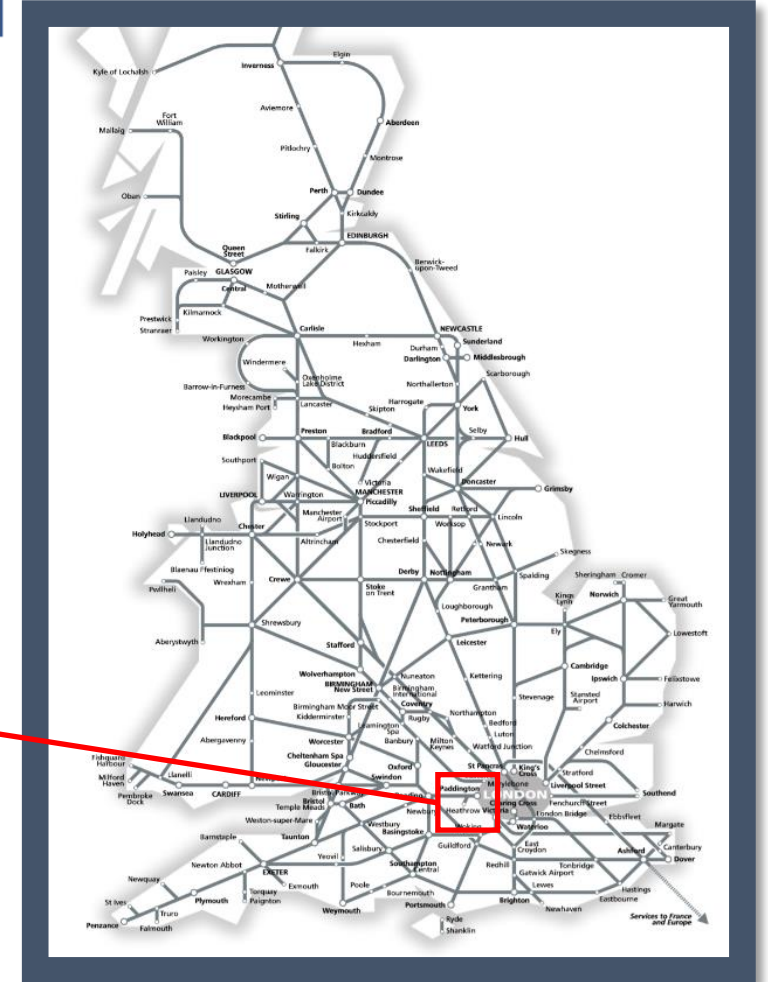 Elgin
Inverness
Kyle of Lochalsh
Aviemore
Fort
William
Aberdeen
Mallaig
Pitlochry
Montrose
Perth
Dundee
Oban
Stirling
Kirkcaldy
EDINBURGH
Queen
Street
Falkirk
Berwick-
upon-Tweed
Paisley
GLASGOW
Central
Motherwell
Kilmarnock
Prestwick
Stranraer
Carlisle
NEWCASTLE
Workington
Hexham
Durham
Sunderland
Darlington
Middlesbrough
Windermere
Scarborough
Oxenholme
Lake District
Barrow-in-Furness
Northallerton
Morecambe
Heysham Port
Lancaster
Harrogate
Skipton
York
Blackpool
Preston
Bradford
Selby
Hull
Blackburn
LEEDS
Huddersfield
Southport
Bolton
Wakefield
Wigan
Victoria
MANCHESTER
Piccadilly
Doncaster
Grimsby
LIVERPOOL
Warrington
Manchester
Airport
Sheffield
Retford
Lincoln
Llandudno
Chester
Stockport
Worksop
Holyhead
Llandudno
Junction
Altrincham
Chesterfield
Newark
Skegness
Blaenau Ffestiniog
Derby
Nottingham
Spalding
Sheringham
Cromer
Pwllheli
Wrexham
Crewe
Stoke
on Trent
Grantham
Kings
Lynn
Norwich
Great
Yarmouth
Loughborough
Shrewsbury
Peterborough
Ely
Lowestoft
Aberystwyth
Stafford
Leicester
Wolverhampton
Cambridge
BIRMINGHAM
New Street
Nuneaton
Kettering
Ipswich
Felixstowe
Birmingham
International
Leominster
Stevenage
Stansted
Airport
Harwich
Birmingham Moor Street
Coventry
Kidderminster
Rugby
Northampton
Hereford
Leamington
Spa
Bedford
Colchester
Abergavenny
Worcester
Banbury
Milton
Keynes
Luton
Watford Junction
Chelmsford
Fishguard
Harbour
Cheltenham Spa
Gloucester
Oxford
St Pancras
King's
Cross
Stratford
Milford
Haven
Llanelli
Swindon
Paddington
Marylebone
Liverpool Street
Pembroke
Dock
Swansea
CARDIFF
Bristol Parkway
LONDON
Southend
Bristol
Temple Meads
Bath
Newbury
Heathrow
Victoria
Charing Cross
Fenchurch Street
Weston-super-Mare
London Bridge
Ebbsfleet
Margate
Barnstaple
Taunton
Westbury
Basingstoke
Woking
Waterloo
Canterbury
Salisbury
Guildford
East
Croydon
Ashford
Dover
Newton Abbot
Yeovil
Southampton
Central
Redhill
Tonbridge
EXETER
Gatwick Airport
Newquay
Exmouth
Poole
Lewes
Hastings
St Ives
Plymouth
Torquay
Paignton
Bournemouth
Eastbourne
Truro
Weymouth
Portsmouth
Brighton
Newhaven
Penzance
Falmouth
Ryde
Shanklin
Services to France
and Europe